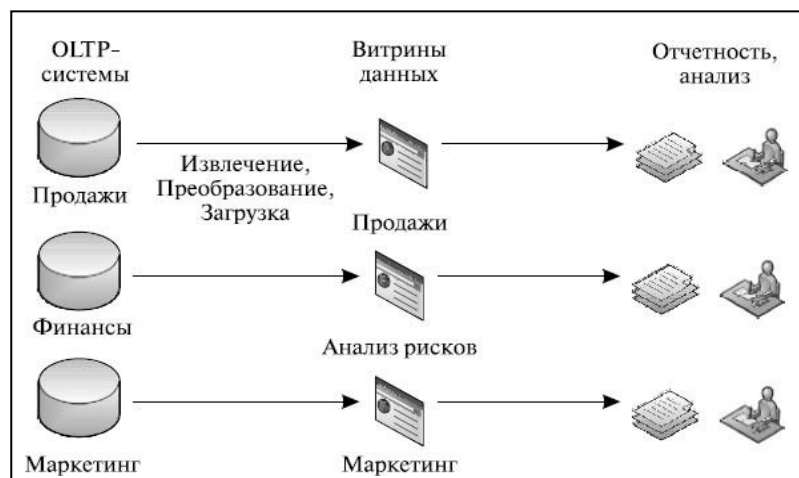 OLTP-
системы
Витрины
данных
Отчетность,
анализ
Извлечение,
Преобразование,
Загрузка
Продажи
Продажи
Финансы
Анализ рисков
Маркетинг
Маркетинг